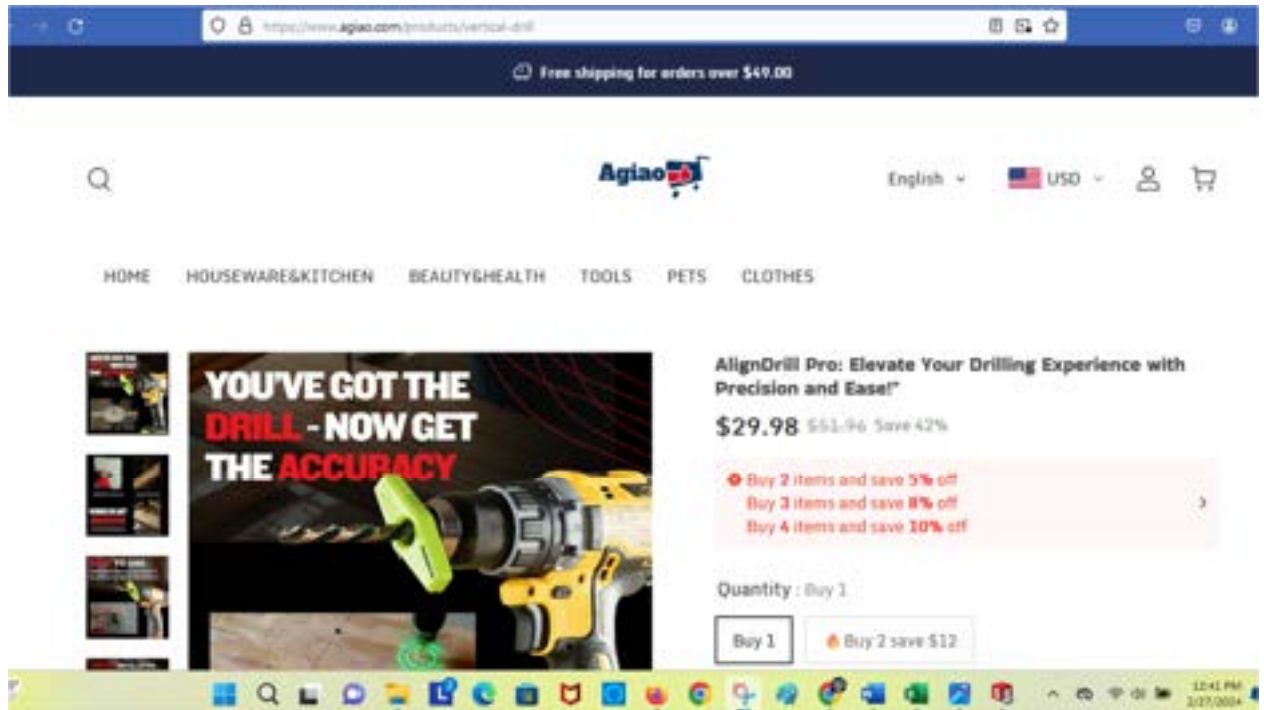 https://www.agiao.com/products/vertical-drill
Free shipping for orders over $49.00
Agiao
English
USD
HOME HOUSEWARE&KITCHEN BEAUTY&HEALTH TOOLS PETS CLOTHES
YOU'VE GOT THE
DRILL - NOW GET
THE ACCURACY
AlignDrill Pro: Elevate Your Drilling Experience with
Precision and Ease!"
$29.98 $51.96 Save 42%
Buy 2 items and save 5% off
Buy 3 items and save 8% off
Buy 4 items and save 10% off
Quantity : Buy 1
Buy 1
Buy 2 save $12
12:41 PM
2/27/2024